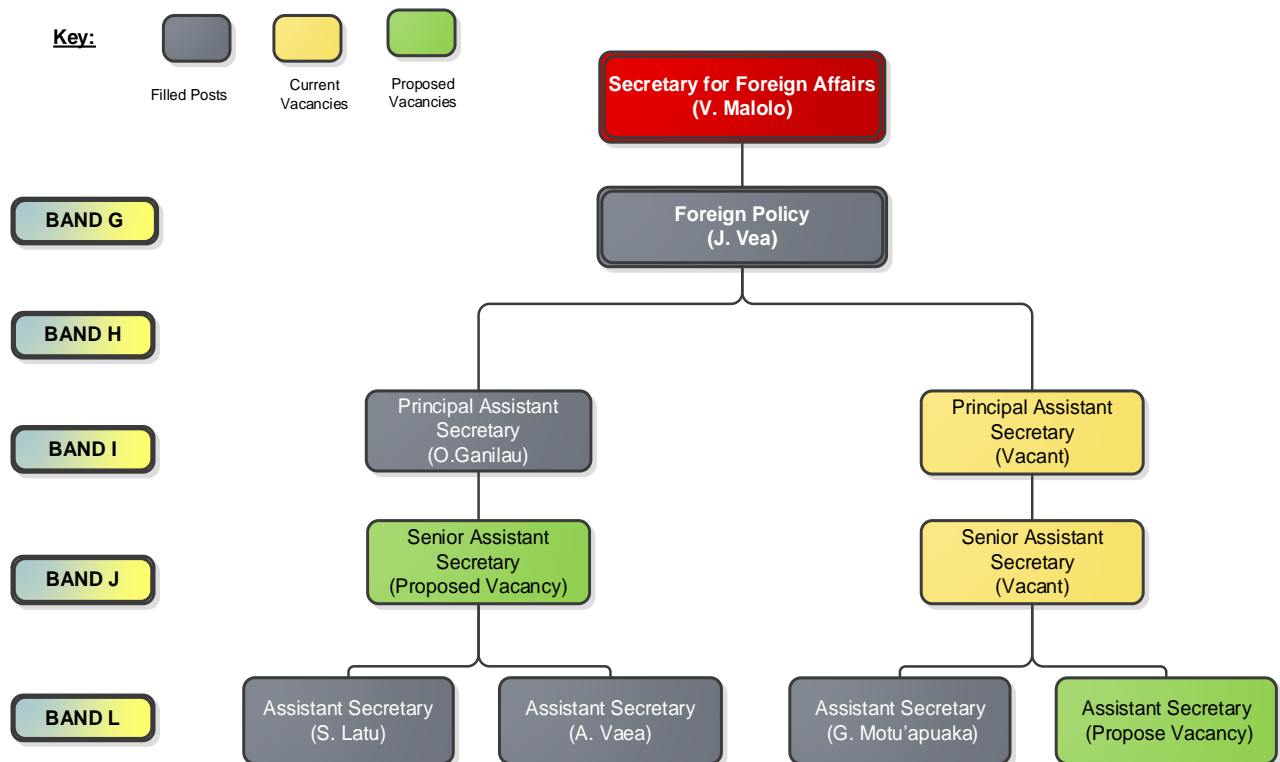 Key:
Filled Posts
Current
Vacancies
Proposed
Vacancies
Secretary for Foreign Affairs
(V. Malolo)
BAND G
Foreign Policy
(J. Vea)
BAND H
BAND I
Principal Assistant
Secretary
(O.Ganilau)
Principal Assistant
Secretary
(Vacant)
BAND J
Senior Assistant
Secretary
(Proposed Vacancy)
Senior Assistant
Secretary
(Vacant)
BAND L
Assistant Secretary
(S. Latu)
Assistant Secretary
(A. Vaea)
Assistant Secretary
(G. Motu’apuaka)
Assistant Secretary
(Propose Vacancy)